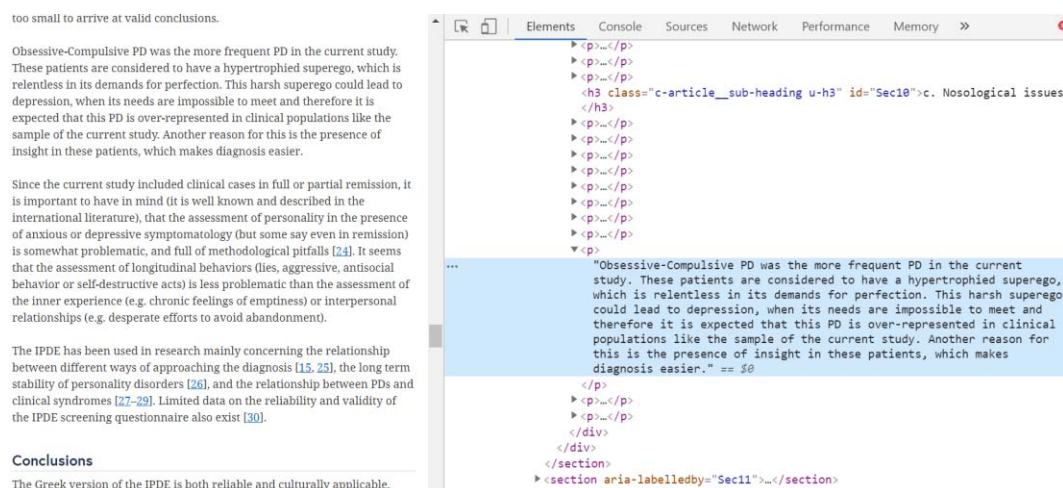 too small to arrive at valid conclusions.
Obsessive-Compulsive PD was the more frequent PD in the current study.
These patients are considered to have a hypertrophied superego, which is
relentless in its demands for perfection. This harsh superego could lead to
depression, when its needs are impossible to meet and therefore it is
expected that this PD is over-represented in clinical populations like the
sample of the current study. Another reason for this is the presence of
insight in these patients, which makes diagnosis easier.
Since the current study included clinical cases in full or partial remission, it
is important to have in mind (it is well known and described in the
international literature), that the assessment of personality in the presence
of anxious or depressive symptomatology (but some say even in remission)
is somewhat problematic, and full of methodological pitfalls [24]. It seems
that the assessment of longitudinal behaviors (lies, aggressive, antisocial
behavior or self-destructive acts) is less problematic than the assessment of
the inner experience (e.g. chronic feelings of emptiness) or interpersonal
relationships (e.g. desperate efforts to avoid abandonment).
The IPDE has been used in research mainly concerning the relationship
between different ways of approaching the diagnosis [15, 25], the long term
stability of personality disorders [26], and the relationship between PDs and
clinical syndromes [27–29]. Limited data on the reliability and validity of
the IPDE screening questionnaire also exist [30].
Conclusions
The Greek version of the IPDE is both reliable and culturally applicable.
Elements Console Sources Network Performance Memory »
<p>…</p>
<p>…</p>
<p>…</p>
<h3 class="c-article__sub-heading u-h3" id="Sec10">c. Nosological issues
</h3>
<p>…</p>
<p>…</p>
<p>…</p>
<p>…</p>
<p>…</p>
<p>…</p>
<p>…</p>
<p>…</p>
<p>
... "Obsessive-Compulsive PD was the more frequent PD in the current
study. These patients are considered to have a hypertrophied superego,
which is relentless in its demands for perfection. This harsh superego
could lead to depression, when its needs are impossible to meet and
therefore it is expected that this PD is over-represented in clinical
populations like the sample of the current study. Another reason for
this is the presence of insight in these patients, which makes
diagnosis easier." == $0
</p>
<p>…</p>
<p>…</p>
</div>
</div>
</section>
<section aria-labelledby="Sec11">…</section>